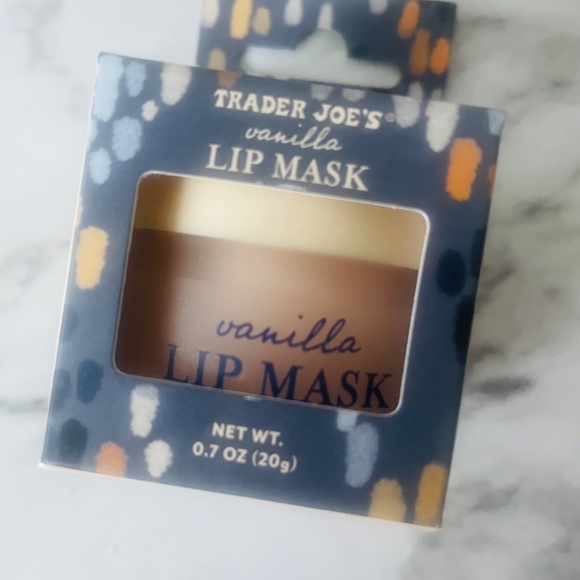 TRADER JOE'S®
vanilla
LIP MASK
vanilla
LIP MASK
NET WT.
0.7 OZ (20g)